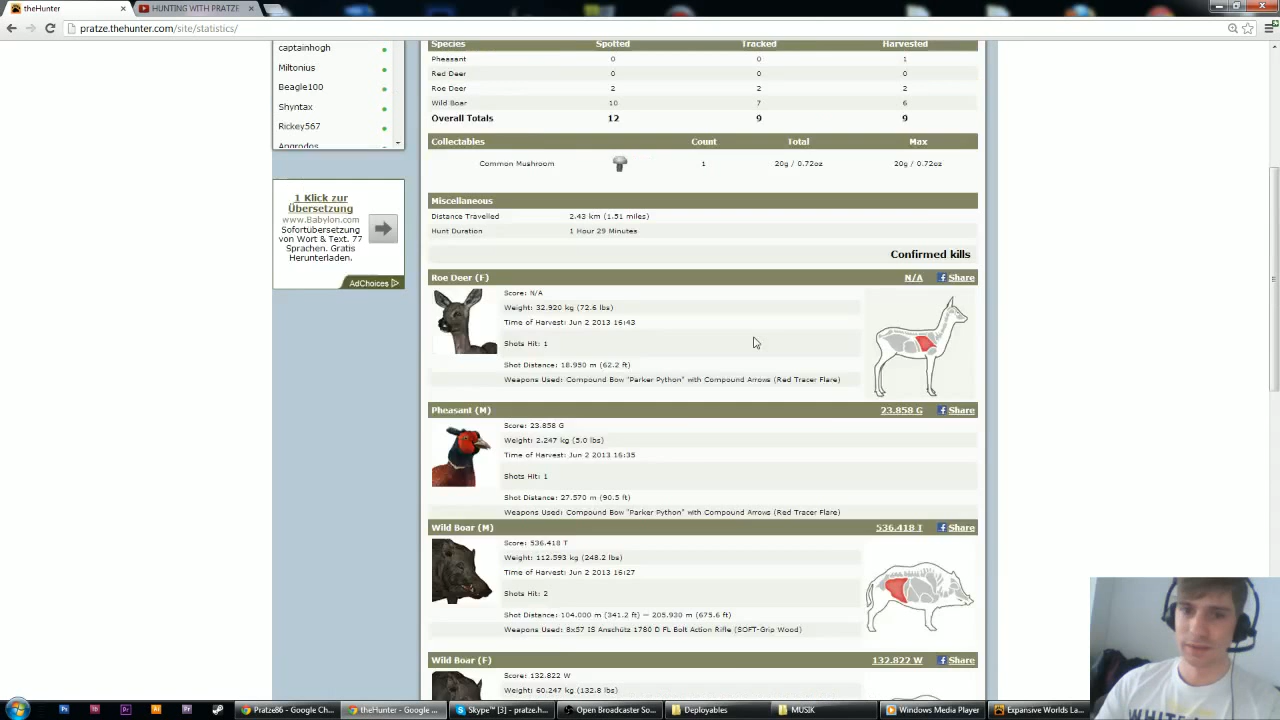 theHunter
HUNTING WITH PRATZE
pratze.thehunter.com/site/statistics/
captainhogh
Miltonius
Beagle100
Shyntax
Rickey567
Angrodos
1 Klick zur
Übersetzung
www.Babylon.com
Sofortübersetzung
von Wort & Text. 77
Sprachen. Gratis
Herunterladen.
AdChoices
Species Spotted Tracked Harvested
Pheasant 0 0 1
Red Deer 0 0 0
Roe Deer 2 2 2
Wild Boar 10 7 6
Overall Totals 12 9 9
Collectables Count Total Max
Common Mushroom 1 20g / 0.72oz 20g / 0.72oz
Miscellaneous
Distance Travelled 2.43 km (1.51 miles)
Hunt Duration 1 Hour 29 Minutes
Confirmed kills
Roe Deer (F) N/A Share
Score: N/A
Weight: 32.920 kg (72.6 lbs)
Time of Harvest: Jun 2 2013 16:43
Shots Hit: 1
Shot Distance: 18.950 m (62.2 ft)
Weapons Used: Compound Bow "Parker Python" with Compound Arrows (Red Tracer Flare)
Pheasant (M) 23.858 G Share
Score: 23.858 G
Weight: 2.247 kg (5.0 lbs)
Time of Harvest: Jun 2 2013 16:35
Shots Hit: 1
Shot Distance: 27.570 m (90.5 ft)
Weapons Used: Compound Bow "Parker Python" with Compound Arrows (Red Tracer Flare)
Wild Boar (M) 536.418 T Share
Score: 536.418 T
Weight: 112.593 kg (248.2 lbs)
Time of Harvest: Jun 2 2013 16:27
Shots Hit: 2
Shot Distance: 104.000 m (341.2 ft) — 205.930 m (675.6 ft)
Weapons Used: 8x57 IS Anschütz 1780 D FL Bolt Action Rifle (SOFT-Grip Wood)
Wild Boar (F) 132.822 W Share
Score: 132.822 W
Weight: 60.247 kg (132.8 lbs)
WHITE
Pratze86 - Google Ch... theHunter - Google ... Skype™ [3] - pratze.h... Open Broadcaster So... Deployables MUSIK Windows Media Player Expansive Worlds La...